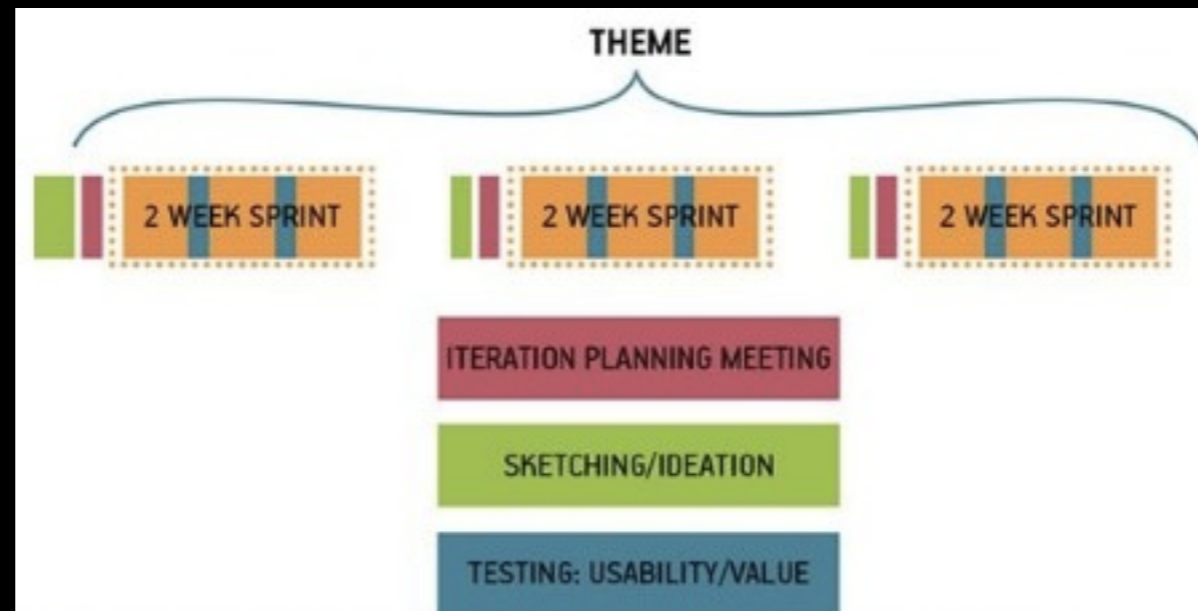 THEME
2 WEEK SPRINT
2 WEEK SPRINT
2 WEEK SPRINT
ITERATION PLANNING MEETING
SKETCHING/IDEATION
TESTING: USABILITY/VALUE